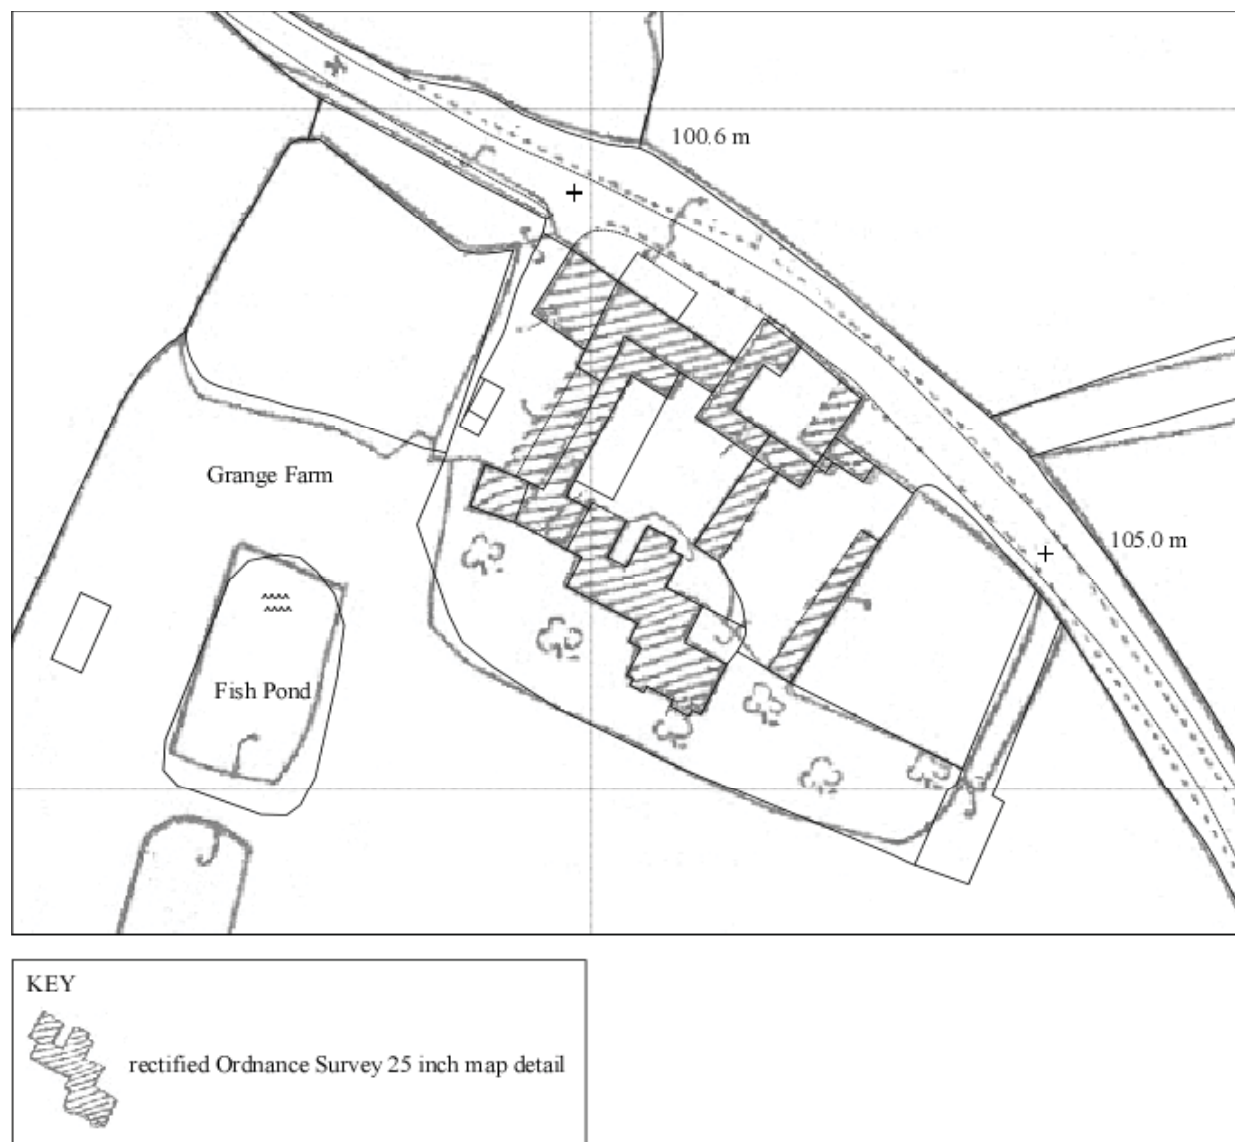 100.6 m
Grange Farm
105.0 m
Fish Pond
KEY
rectified Ordnance Survey 25 inch map detail